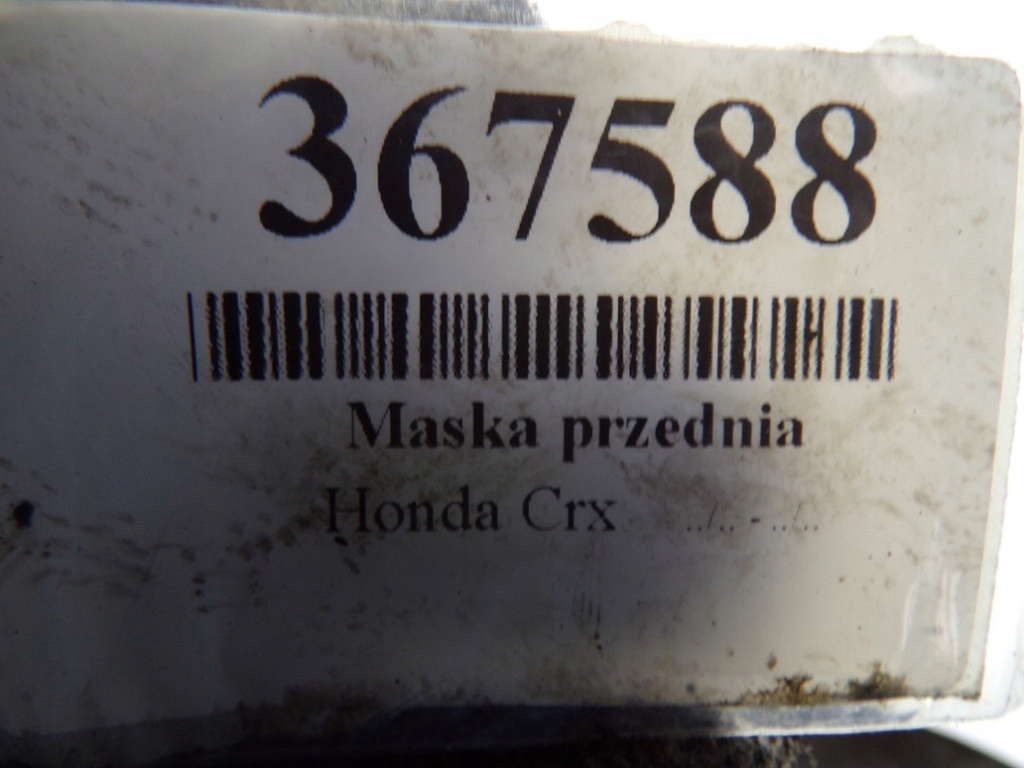 367588
Maska przednia
Honda Crx ../.. - ../..